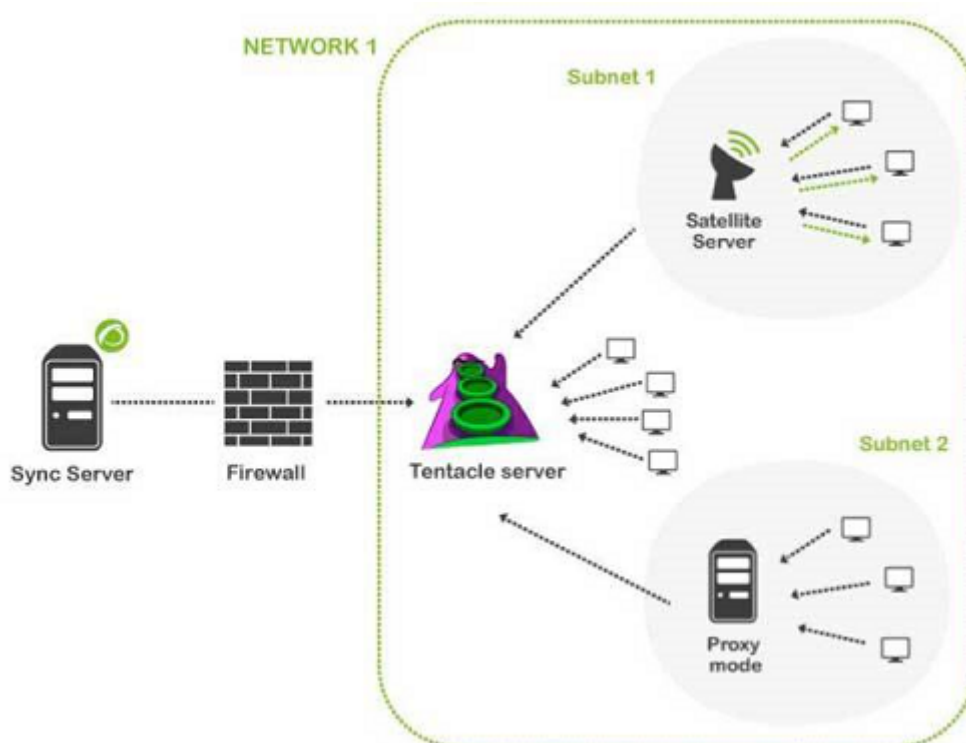 NETWORK 1
Subnet 1
Satellite
Server
Sync Server
Firewall
Tentacle server
Subnet 2
Proxy
mode